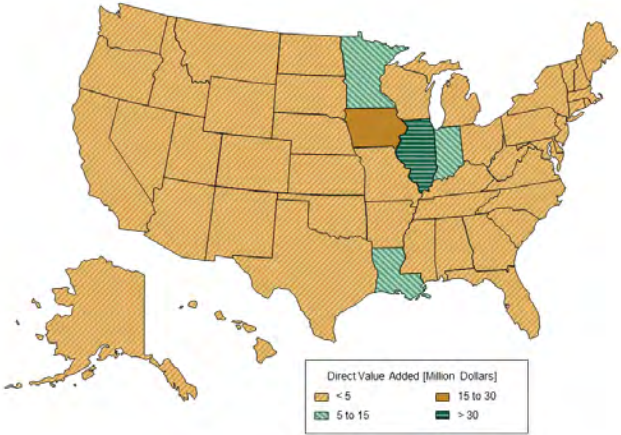 Direct Value Added [Million Dollars]
< 5
15 to 30
5 to 15
> 30